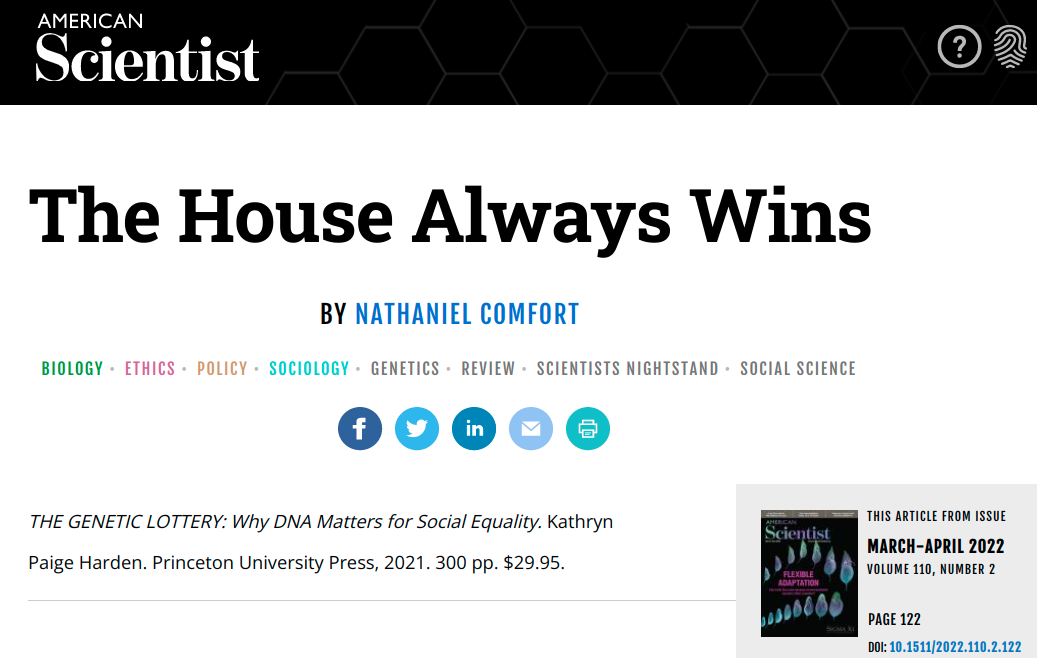 AMERICAN
Scientist
?
The House Always Wins
BY NATHANIEL COMFORT
BIOLOGY • ETHICS • POLICY • SOCIOLOGY • GENETICS • REVIEW • SCIENTISTS NIGHTSTAND • SOCIAL SCIENCE
f
in
THE GENETIC LOTTERY: Why DNA Matters for Social Equality. Kathryn
Paige Harden. Princeton University Press, 2021. 300 pp. $29.95.
AMERICAN
Scientist
FLEXIBLE
ADAPTATION
SIGMA XI
THIS ARTICLE FROM ISSUE
MARCH-APRIL 2022
VOLUME 110, NUMBER 2
PAGE 122
DOI: 10.1511/2022.110.2.122